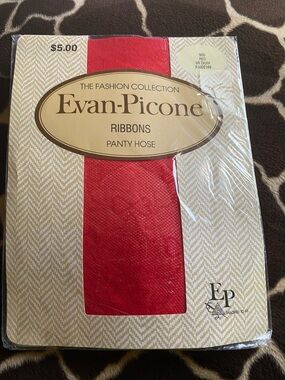 $5.00
THE FASHION COLLECTION
Evan-Picone
RIBBONS
PANTY HOSE
EP